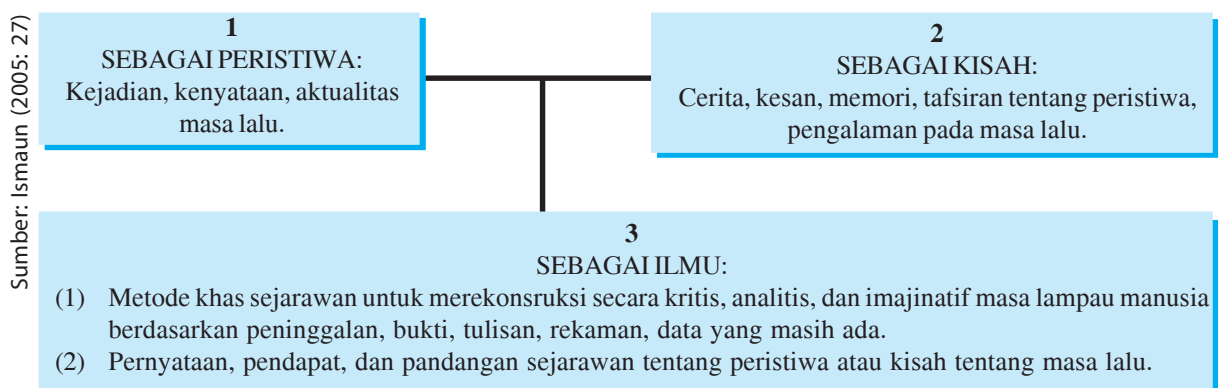 Sumber: Ismaun (2005: 27)
1
SEBAGAI PERISTIWA:
Kejadian, kenyataan, aktualitas
masa lalu.
2
SEBAGAI KISAH:
Cerita, kesan, memori, tafsiran tentang peristiwa,
pengalaman pada masa lalu.
3
SEBAGAI ILMU:
(1) Metode khas sejarawan untuk merekonsruksi secara kritis, analitis, dan imajinatif masa lampau manusia
berdasarkan peninggalan, bukti, tulisan, rekaman, data yang masih ada.
(2) Pernyataan, pendapat, dan pandangan sejarawan tentang peristiwa atau kisah tentang masa lalu.